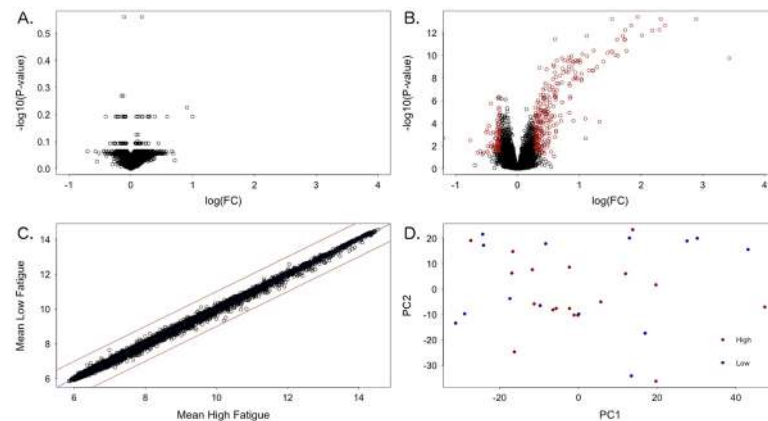 A.
0.5
0.4
0.3
0.2
0.1
0.0
-log10(P-value)
-1 0 1 2 3 4
log(FC)
B.
12
10
8
6
4
2
0
-log10(P-value)
-1 0 1 2 3 4
log(FC)
C.
14
12
10
8
6
Mean Low Fatigue
6 8 10 12 14
Mean High Fatigue
D.
20
10
0
-10
-20
-30
PC2
High
Low
-20 0 20 40
PC1